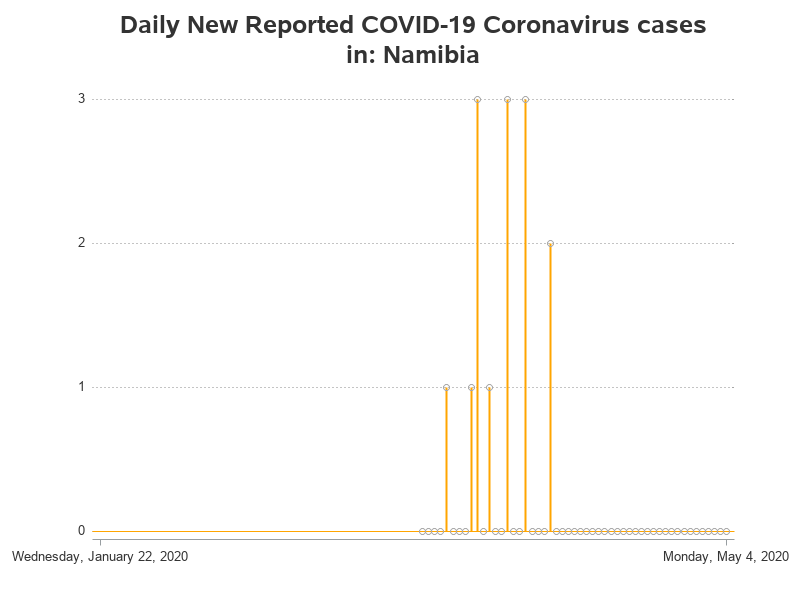 Daily New Reported COVID-19 Coronavirus cases
in: Namibia
3
2
1
0
Wednesday, January 22, 2020 Monday, May 4, 2020